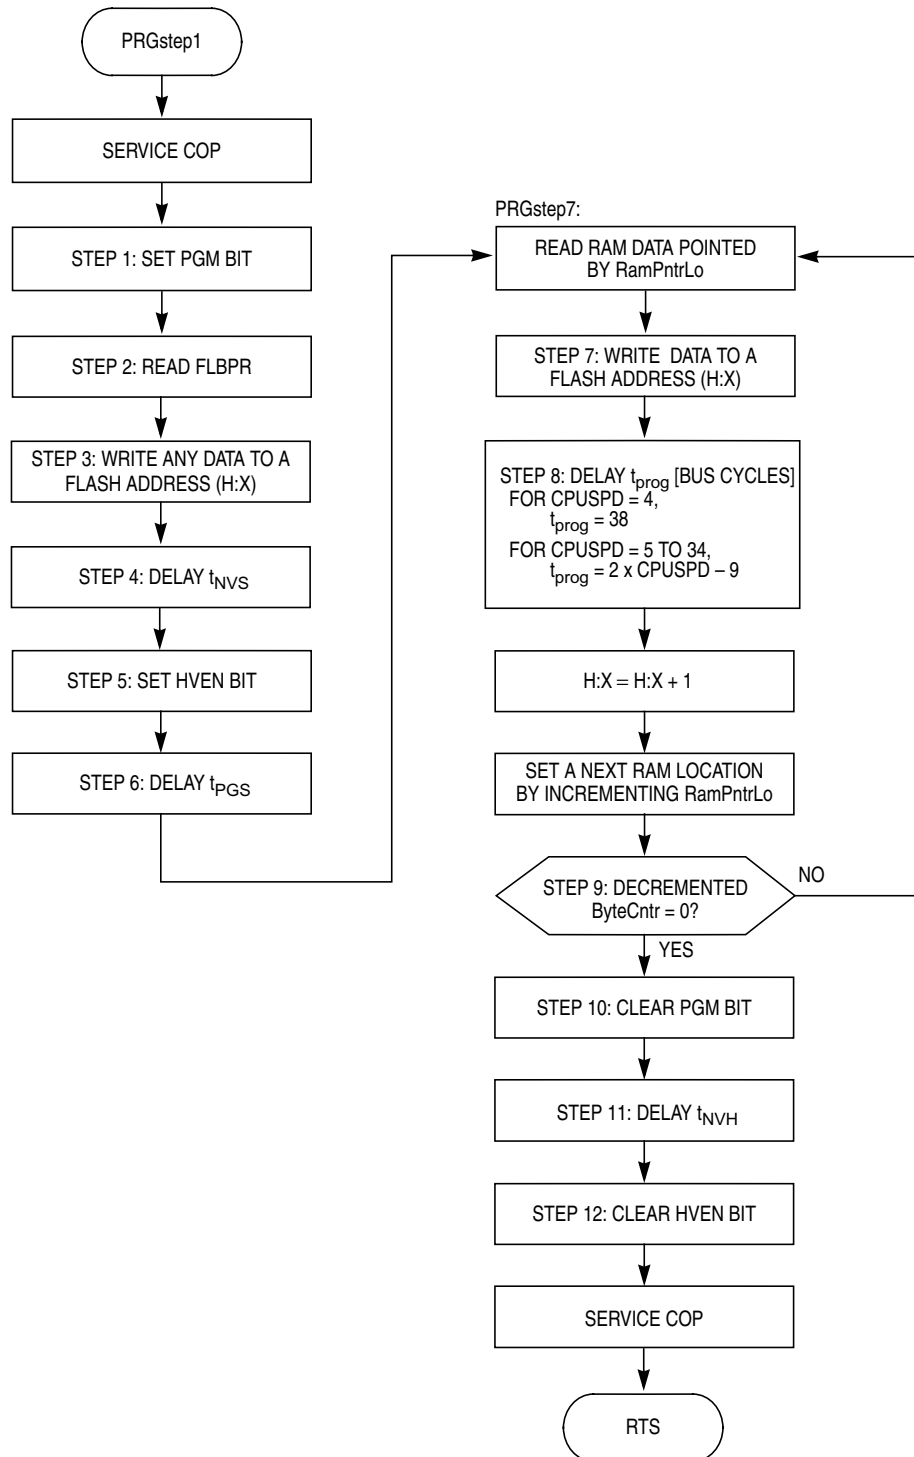 PRGstep1
SERVICE COP
STEP 1: SET PGM BIT
STEP 2: READ FLBPR
STEP 3: WRITE ANY DATA TO A
FLASH ADDRESS (H:X)
STEP 4: DELAY tNVS
STEP 5: SET HVEN BIT
STEP 6: DELAY tPGS
PRGstep7:
READ RAM DATA POINTED
BY RamPntrLo
STEP 7: WRITE DATA TO A
FLASH ADDRESS (H:X)
STEP 8: DELAY tprog [BUS CYCLES]
FOR CPUSPD = 4,
tprog = 38
FOR CPUSPD = 5 TO 34,
tprog = 2 x CPUSPD – 9
H:X = H:X + 1
SET A NEXT RAM LOCATION
BY INCREMENTING RamPntrLo
STEP 9: DECREMENTED
ByteCntr = 0?
NO
YES
STEP 10: CLEAR PGM BIT
STEP 11: DELAY tNVH
STEP 12: CLEAR HVEN BIT
SERVICE COP
RTS